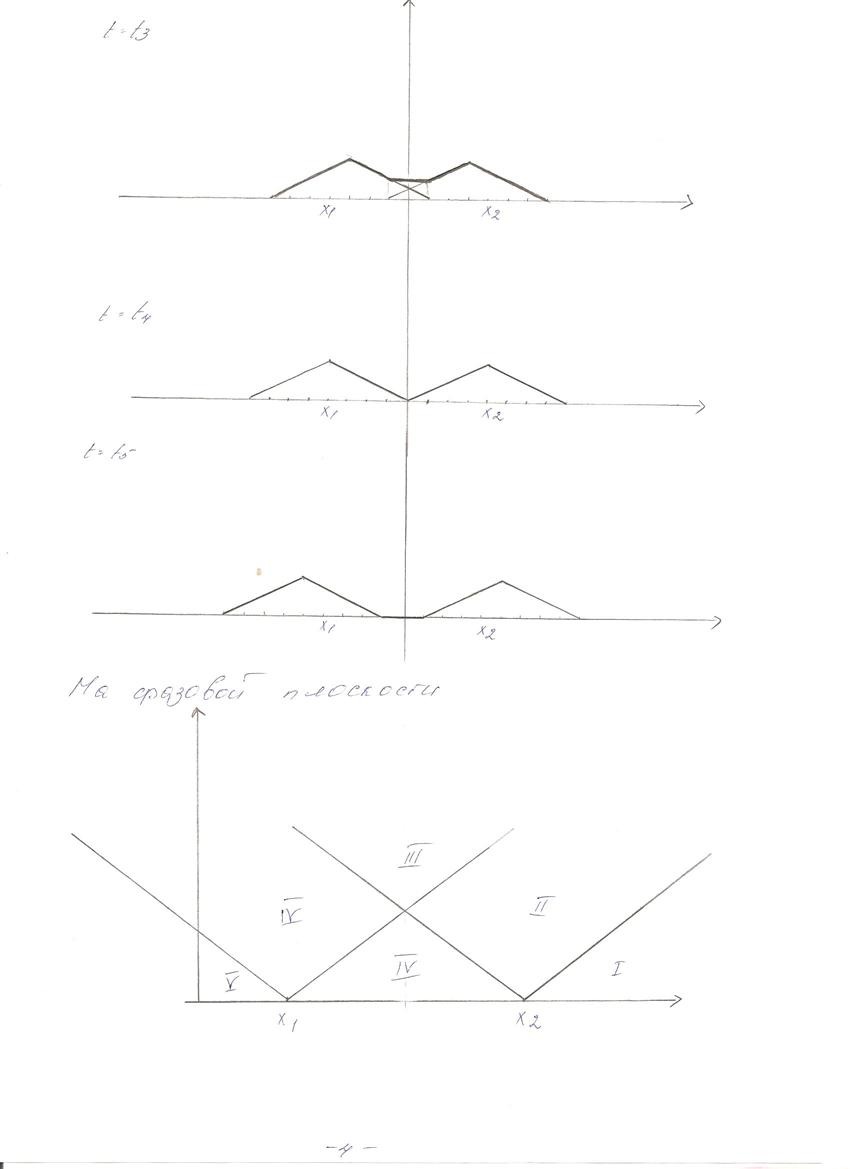 t=t3
x1 x2
t=t4
x1 x2
t=t5
x1 x2
На фазовой плоскости
III
IV II
V IV I
x1 x2
-4-